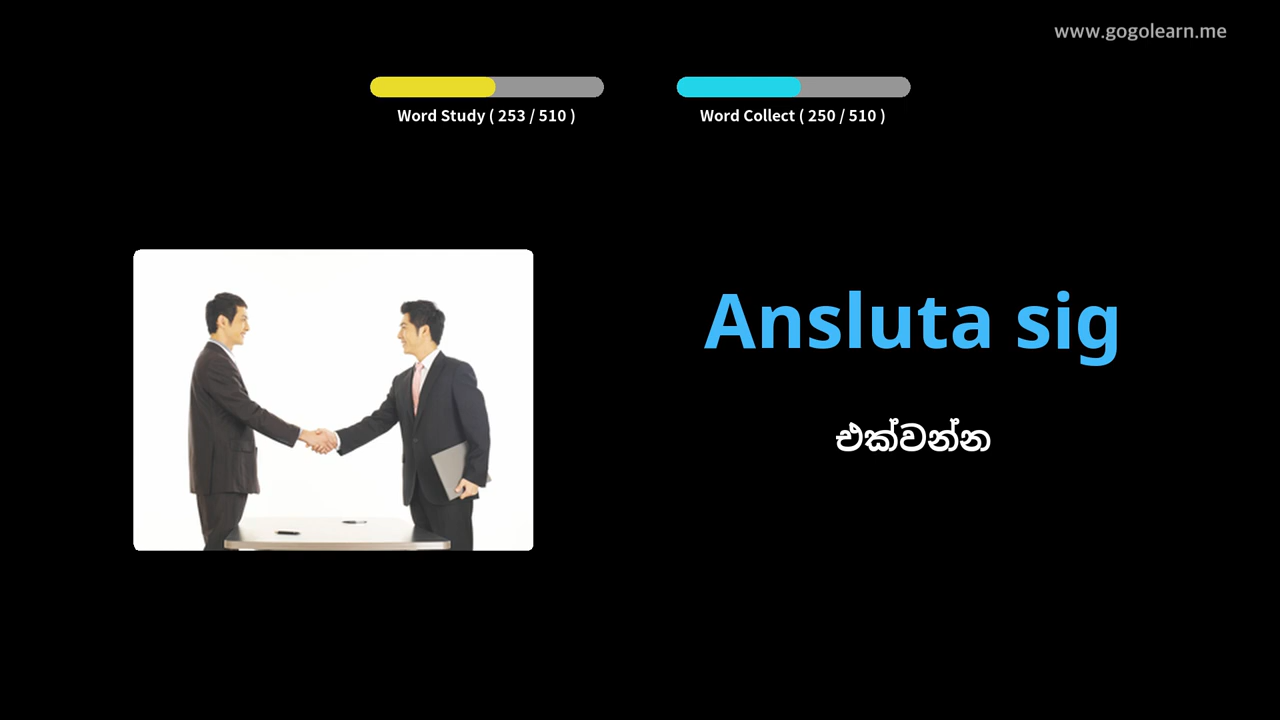 www.gogolearn.me
Word Study ( 253 / 510 )
Word Collect ( 250 / 510 )
Ansluta sig
එක්වන්න